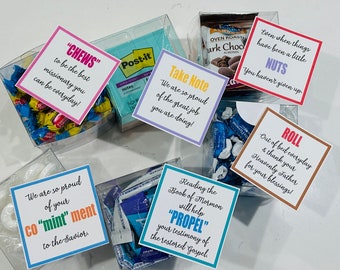 "CHEWS"
to be the best
missionary you
can be everyday!
Post-it
Take Note
We are so proud
of the great job
you are doing!
OVEN ROASTED
Dark Chocolate
Even when things
have been a little
NUTS
You haven't given up.
ROLL
Out of bed everyday
& thank your
Heavenly Father
for your blessings!
We are so proud
of your
co "mint" ment
to the Savior.
Reading the
Book of Mormon
will help
"PROPEL"
your testimony of
the restored Gospel.